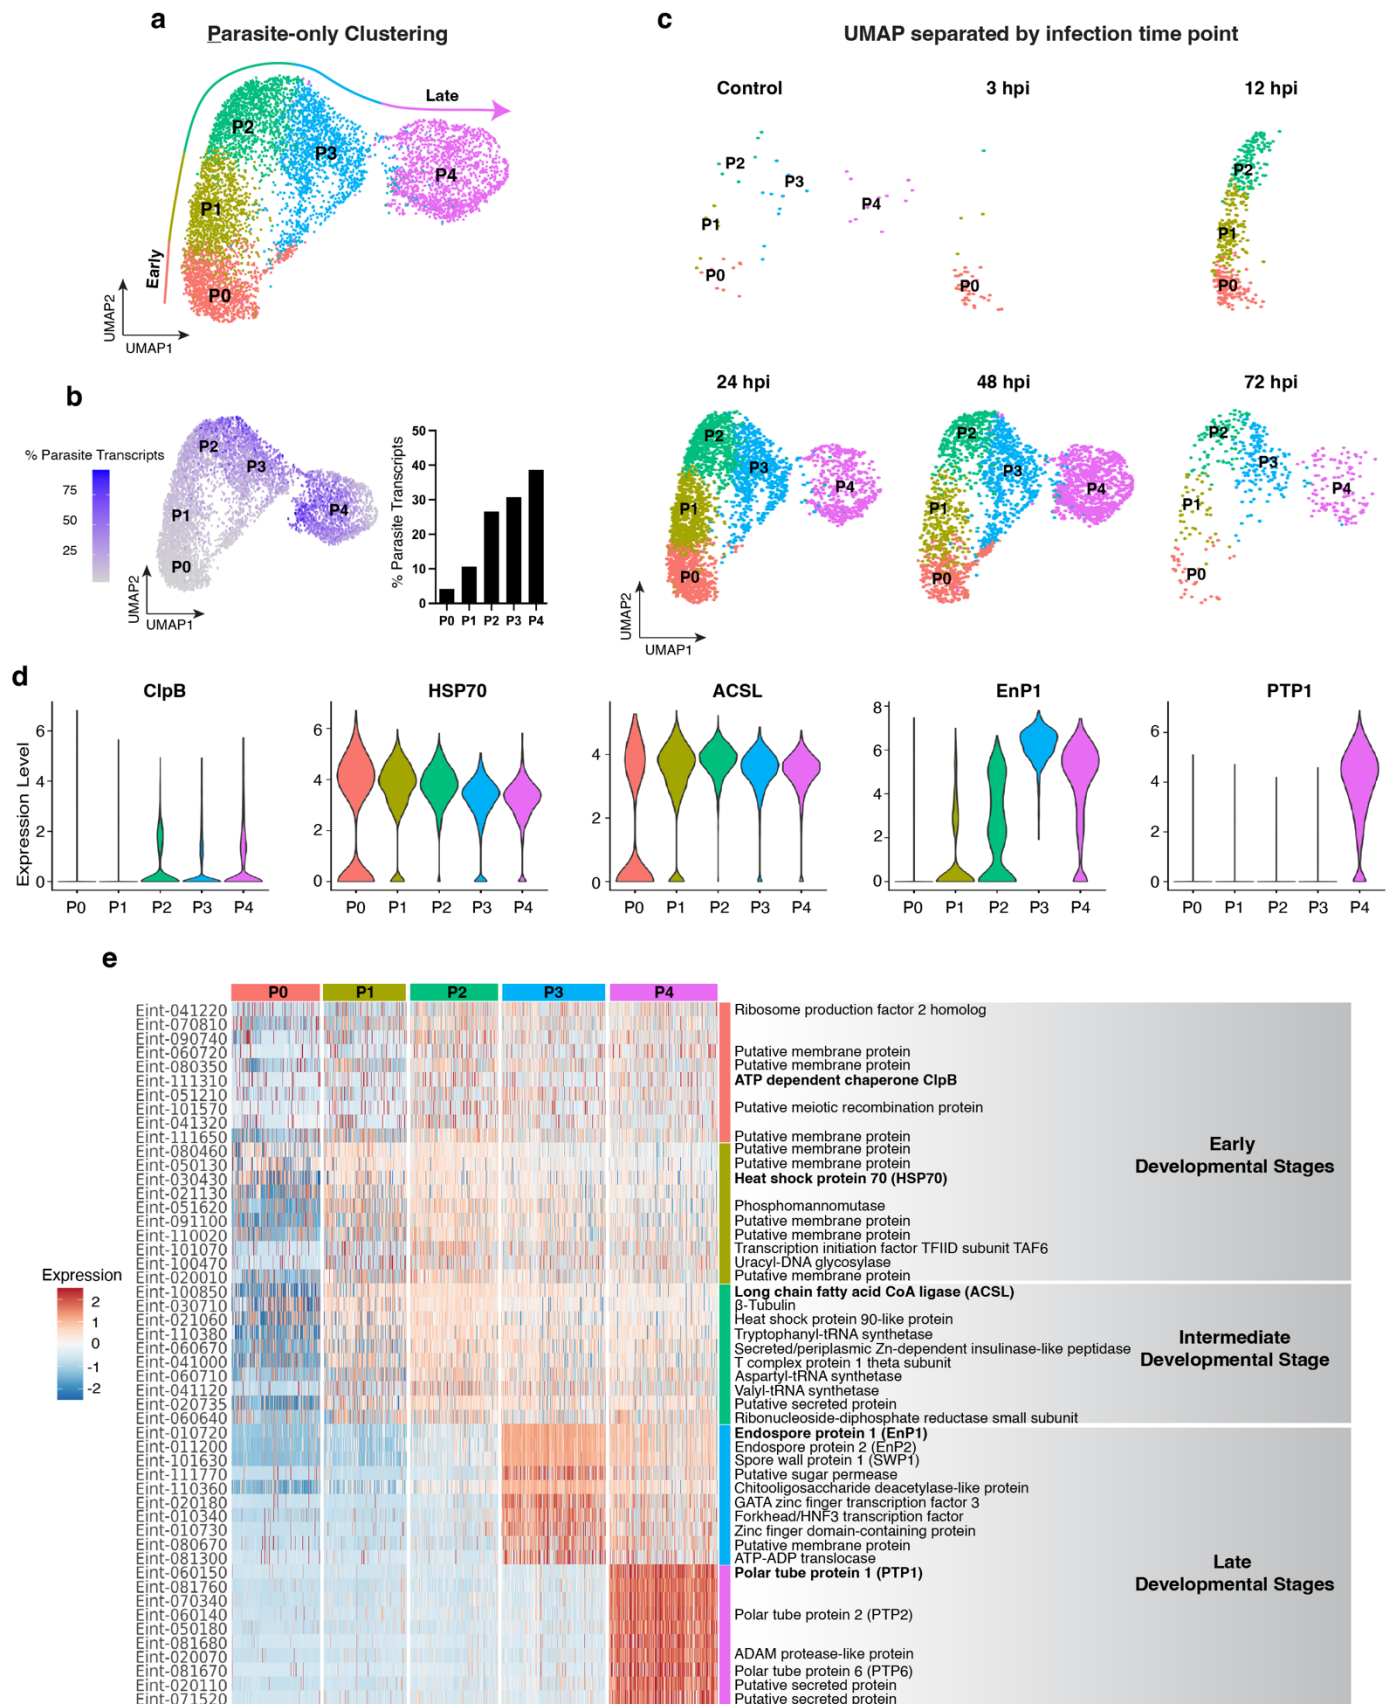 a
Parasite-only Clustering
Early
Late
P0
P1
P2
P3
P4
UMAP2
UMAP1
c
UMAP separated by infection time point
Control
P2
P3
P4
P1
P0
3 hpi
P0
12 hpi
P2
P1
P0
24 hpi
P2
P3
P4
P1
P0
48 hpi
P2
P3
P4
P1
P0
72 hpi
P2
P3
P4
P1
P0
UMAP2
UMAP1
b
% Parasite Transcripts
75
50
25
P2
P3
P4
P1
P0
UMAP2
UMAP1
% Parasite Transcripts
50
40
30
20
10
0
P0 P1 P2 P3 P4
d
Expression Level
ClpB
6
4
2
0
P0 P1 P2 P3 P4
HSP70
6
4
2
0
P0 P1 P2 P3 P4
ACSL
4
2
0
P0 P1 P2 P3 P4
EnP1
8
6
4
2
0
P0 P1 P2 P3 P4
PTP1
6
4
2
0
P0 P1 P2 P3 P4
e
P0 P1 P2 P3 P4
Eint-041220 Ribosome production factor 2 homolog
Eint-070810
Eint-090740
Eint-060720 Putative membrane protein
Eint-080350 Putative membrane protein
Eint-111310 ATP dependent chaperone ClpB
Eint-051210
Eint-101570 Putative meiotic recombination protein
Eint-041320
Eint-111650 Putative membrane protein
Eint-080460 Putative membrane protein
Eint-050130 Putative membrane protein
Eint-030430 Heat shock protein 70 (HSP70)
Eint-021130
Eint-051620 Phosphomannomutase
Eint-091100 Putative membrane protein
Eint-110020 Putative membrane protein
Eint-101070 Transcription initiation factor TFIID subunit TAF6
Eint-100470 Uracyl-DNA glycosylase
Eint-020010 Putative membrane protein
Early
Developmental Stages
Eint-100850 Long chain fatty acid CoA ligase (ACSL)
Eint-030710 β-Tubulin
Eint-021060 Heat shock protein 90-like protein
Eint-110380 Tryptophanyl-tRNA synthetase
Eint-060670 Secreted/periplasmic Zn-dependent insulinase-like peptidase
Eint-041000 T complex protein 1 theta subunit
Eint-060710 Aspartyl-tRNA synthetase
Eint-041120 Valyl-tRNA synthetase
Eint-020735 Putative secreted protein
Eint-060640 Ribonucleoside-diphosphate reductase small subunit
Intermediate
Developmental Stage
Eint-010720 Endospore protein 1 (EnP1)
Eint-011200 Endospore protein 2 (EnP2)
Eint-101630 Spore wall protein 1 (SWP1)
Eint-111770 Putative sugar permease
Eint-110360 Chitooligosaccharide deacetylase-like protein
Eint-020180 GATA zinc finger transcription factor 3
Eint-010340 Forkhead/HNF3 transcription factor
Eint-010730 Zinc finger domain-containing protein
Eint-080670 Putative membrane protein
Eint-081300 ATP-ADP translocase
Eint-060150 Polar tube protein 1 (PTP1)
Eint-081760
Eint-070340
Eint-060140 Polar tube protein 2 (PTP2)
Eint-050180
Eint-081680
Eint-020070 ADAM protease-like protein
Eint-081670 Polar tube protein 6 (PTP6)
Eint-020110 Putative secreted protein
Eint-071520 Putative secreted protein
Late
Developmental Stages
Expression
2
1
0
-1
-2